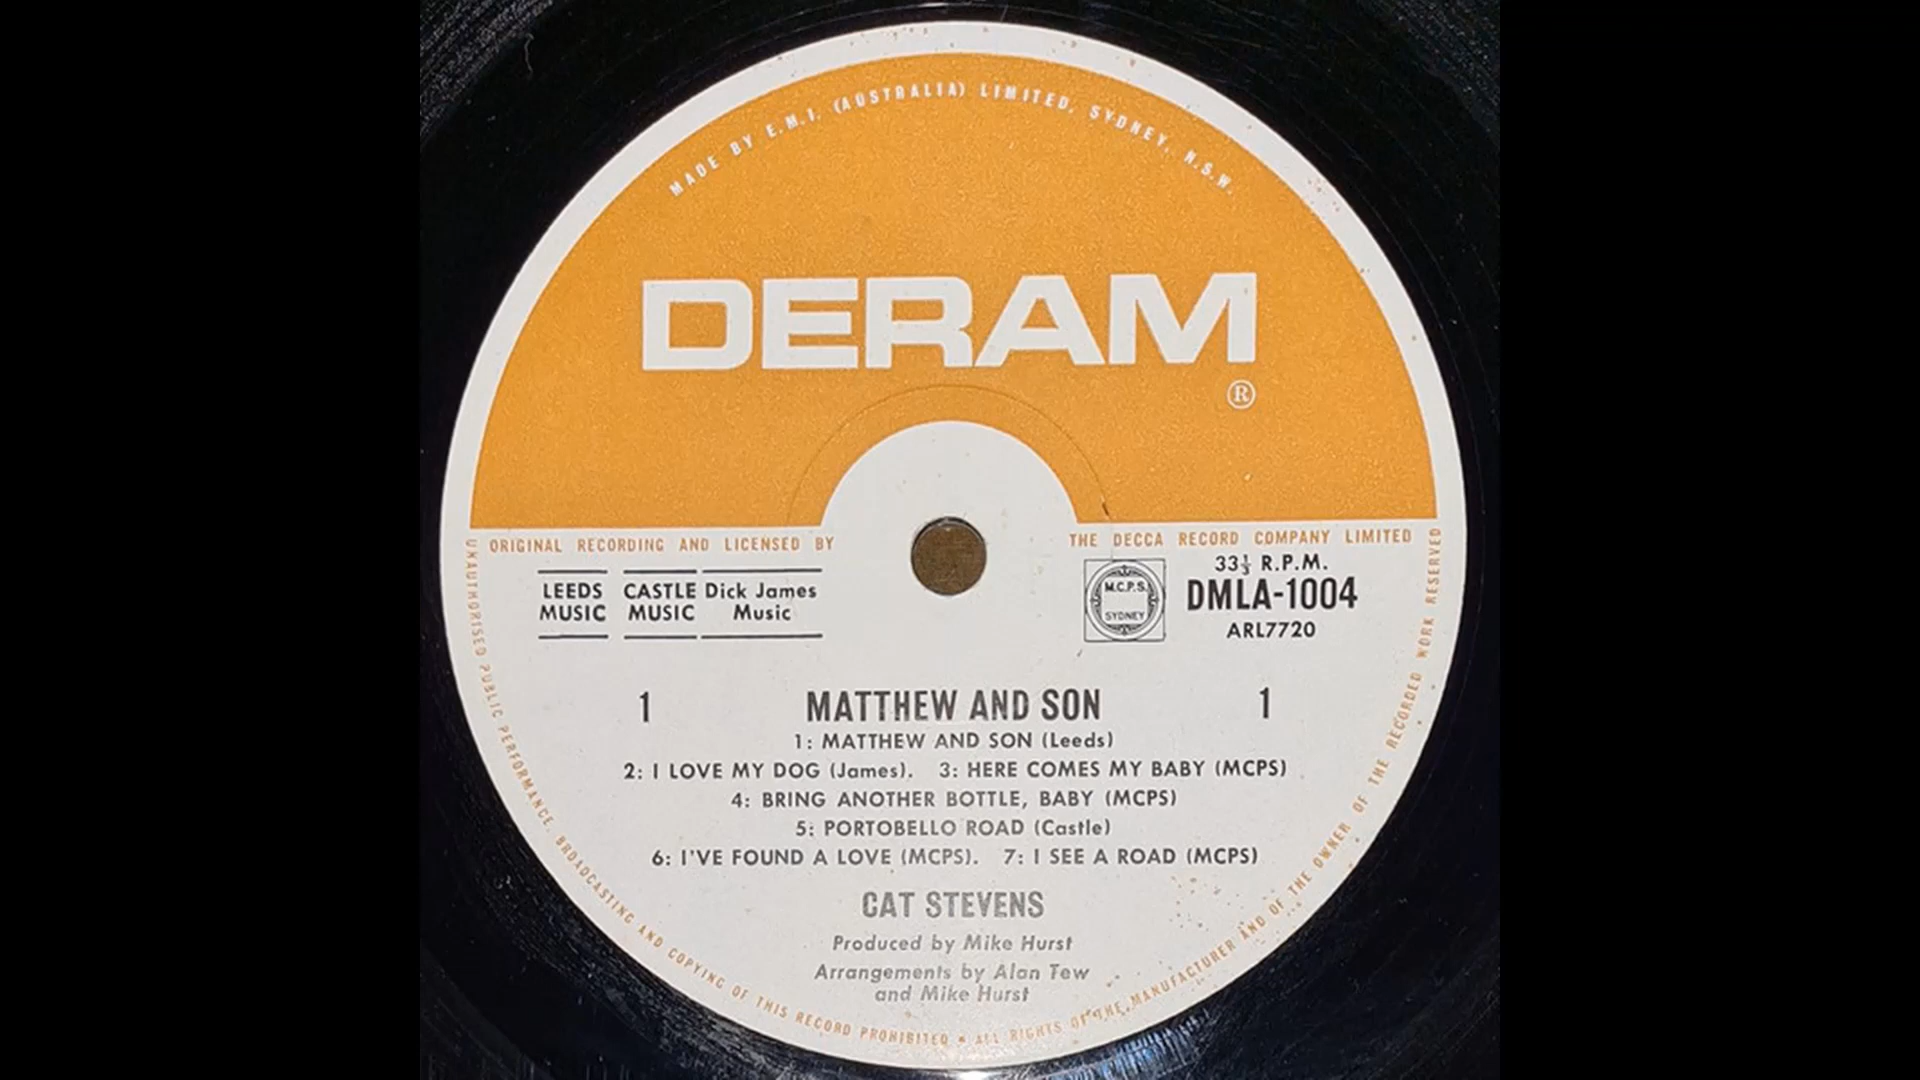 MADE BY E.M.I. (AUSTRALIA) LIMITED, SYDNEY, N.S.W.
DERAM
®
ORIGINAL RECORDING AND LICENSED BY THE DECCA RECORD COMPANY LIMITED
LEEDS MUSIC
CASTLE MUSIC
Dick James Music
M.C.P.S.
SYDNEY
33⅓ R.P.M.
DMLA-1004
ARL7720
1 MATTHEW AND SON 1
1: MATTHEW AND SON (Leeds)
2: I LOVE MY DOG (James). 3: HERE COMES MY BABY (MCPS)
4: BRING ANOTHER BOTTLE, BABY (MCPS)
5: PORTOBELLO ROAD (Castle)
6: I'VE FOUND A LOVE (MCPS). 7: I SEE A ROAD (MCPS)
CAT STEVENS
Produced by Mike Hurst
Arrangements by Alan Tew
and Mike Hurst
UNAUTHORISED PUBLIC PERFORMANCE, BROADCASTING AND COPYING OF THIS RECORD PROHIBITED • ALL RIGHTS OF THE MANUFACTURER AND OF THE OWNER OF THE RECORDED WORK RESERVED